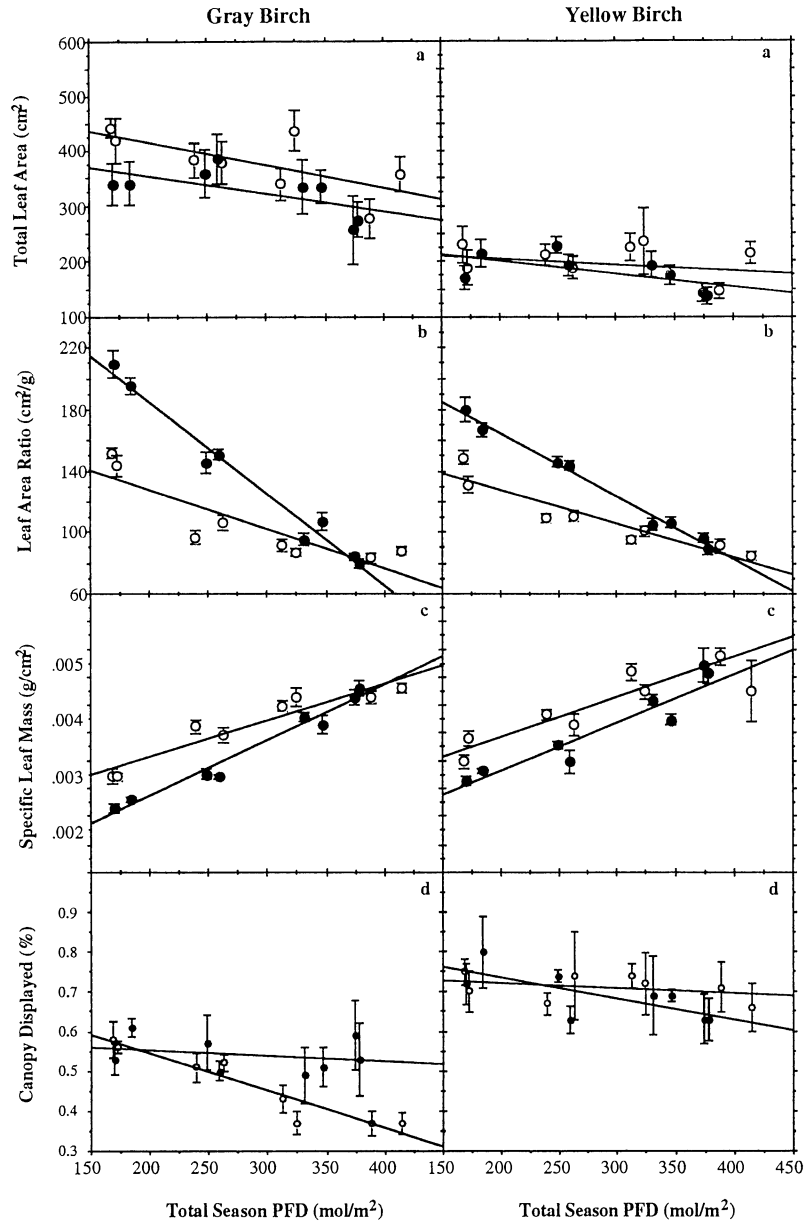 Gray Birch
Yellow Birch
a
a
Total Leaf Area (cm²)
600
500
400
300
200
100
b
b
Leaf Area Ratio (cm²/g)
220
180
140
100
60
c
c
Specific Leaf Mass (g/cm²)
.005
.004
.003
.002
d
d
Canopy Displayed (%)
0.9
0.8
0.7
0.6
0.5
0.4
0.3
150 200 250 300 350 400 450 200 250 300 350 400 450
Total Season PFD (mol/m²)
Total Season PFD (mol/m²)